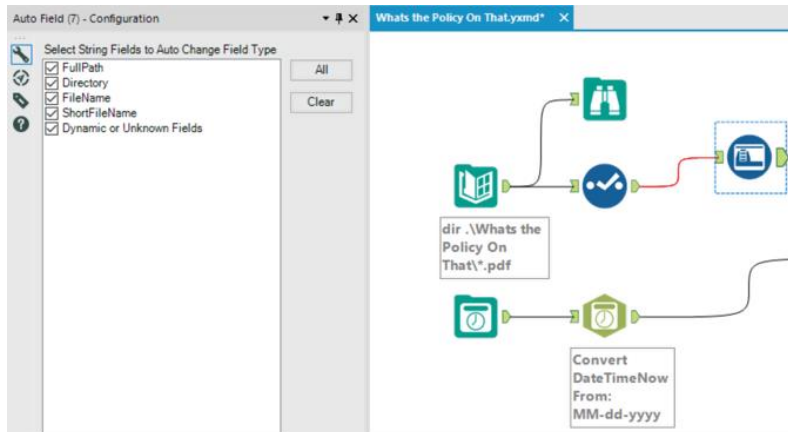 Auto Field (7) - Configuration
Whats the Policy On That.yxmd*
Select String Fields to Auto Change Field Type
FullPath
Directory
FileName
ShortFileName
Dynamic or Unknown Fields
All
Clear
dir .\Whats the
Policy On
That\*.pdf
Convert
DateTimeNow
From:
MM-dd-yyyy